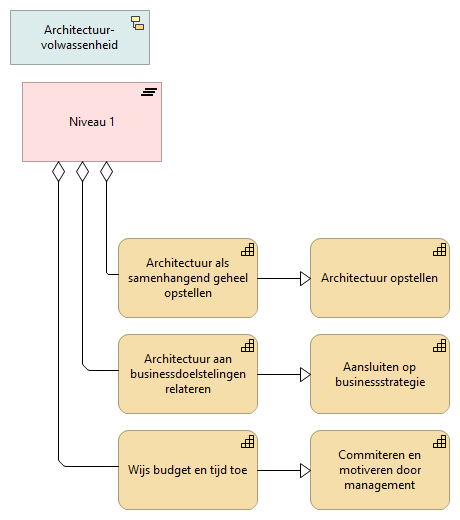 Architectuur-
volwassenheid
Niveau 1
Architectuur als
samenhangend geheel
opstellen
Architectuur opstellen
Architectuur aan
businessdoelstelingen
relateren
Aansluiten op
businessstrategie
Wijs budget en tijd toe
Commiteren en
motiveren door
management